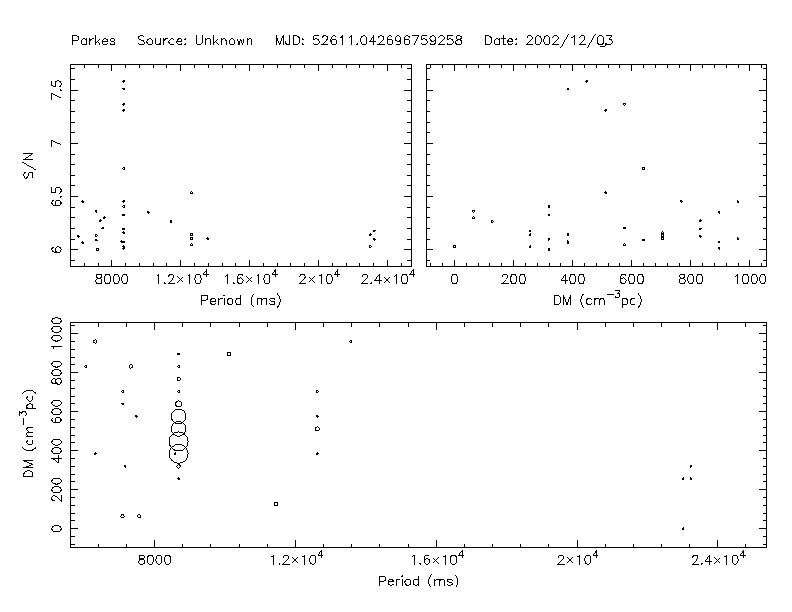 Parkes Source: Unknown MJD: 52611.042696759258 Date: 2002/12/03
S/N
6 6.5 7 7.5
8000 1.2×10⁴ 1.6×10⁴ 2×10⁴ 2.4×10⁴
Period (ms)
0 200 400 600 800 1000
DM (cm⁻³pc)
DM (cm⁻³pc)
0 200 400 600 800 1000
8000 1.2×10⁴ 1.6×10⁴ 2×10⁴ 2.4×10⁴
Period (ms)